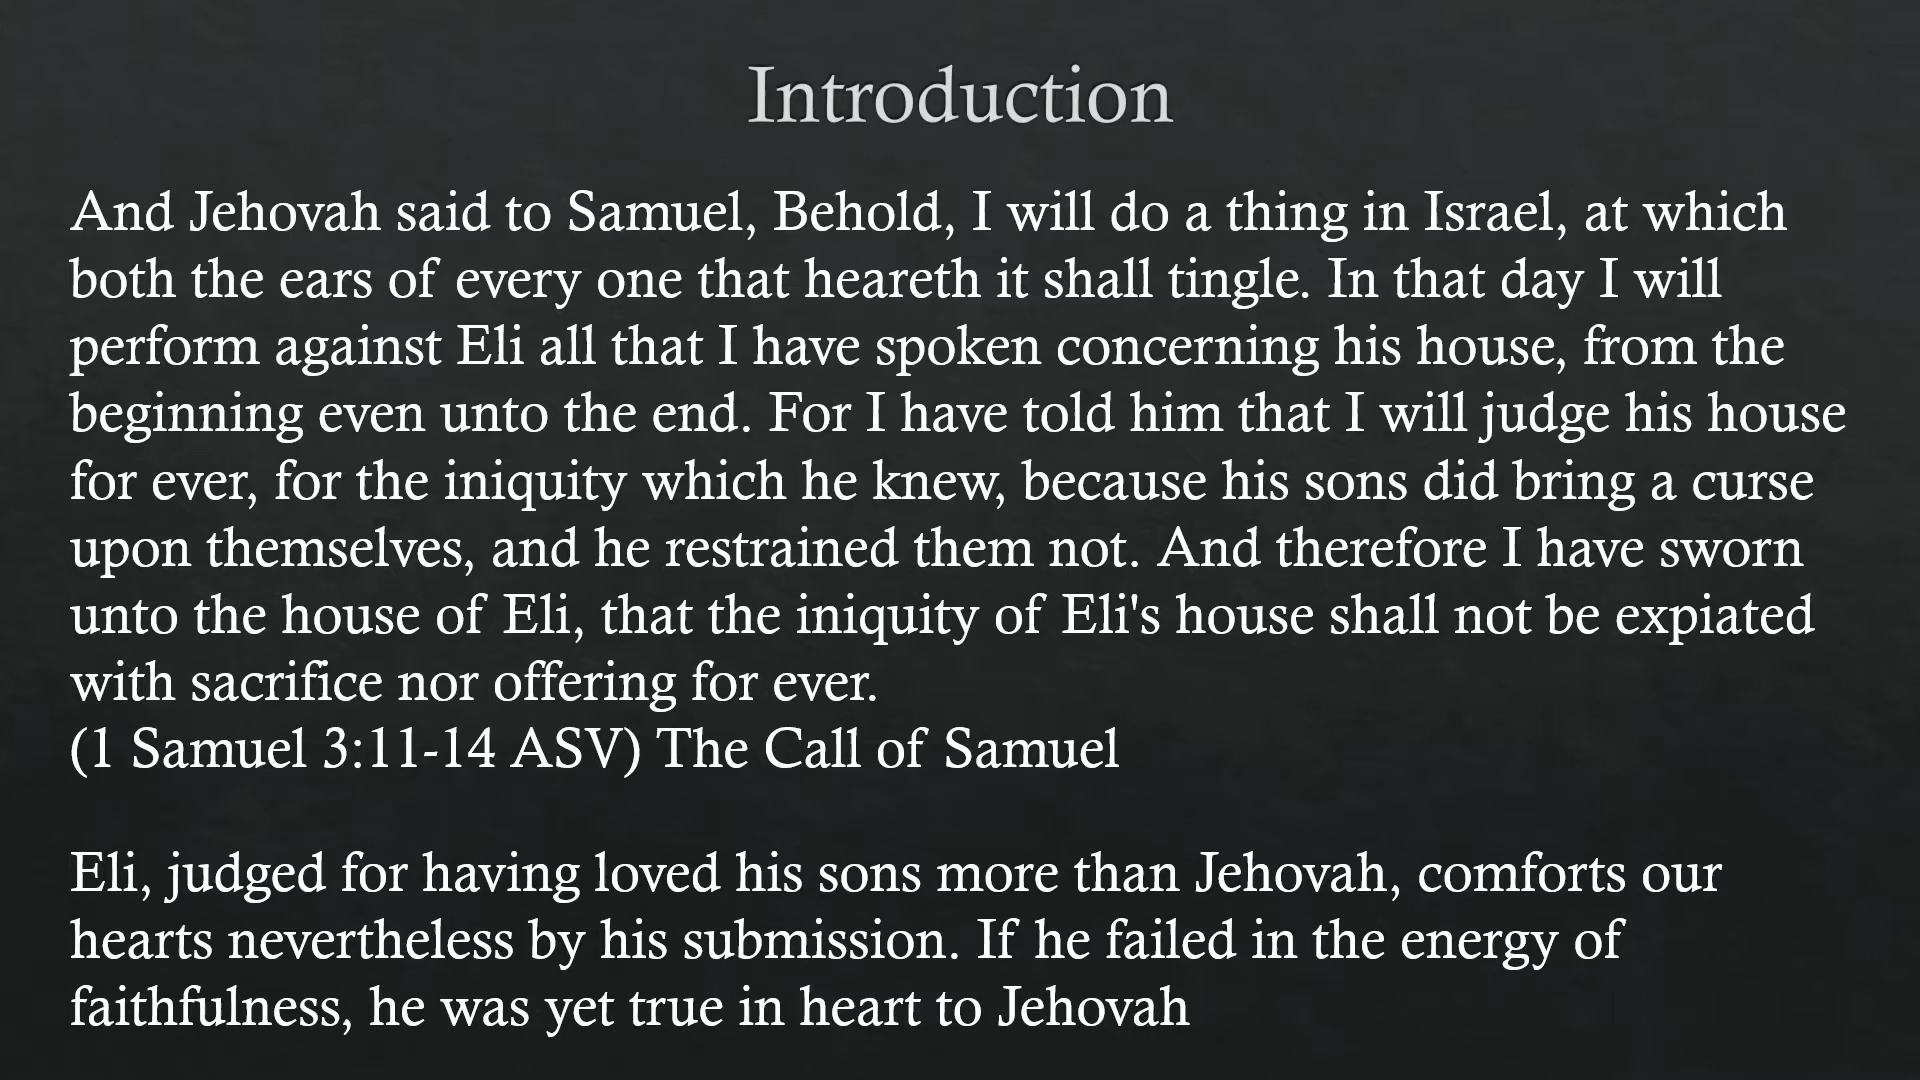 Introduction
And Jehovah said to Samuel, Behold, I will do a thing in Israel, at which
both the ears of every one that heareth it shall tingle. In that day I will
perform against Eli all that I have spoken concerning his house, from the
beginning even unto the end. For I have told him that I will judge his house
for ever, for the iniquity which he knew, because his sons did bring a curse
upon themselves, and he restrained them not. And therefore I have sworn
unto the house of Eli, that the iniquity of Eli's house shall not be expiated
with sacrifice nor offering for ever.
(1 Samuel 3:11-14 ASV) The Call of Samuel
Eli, judged for having loved his sons more than Jehovah, comforts our
hearts nevertheless by his submission. If he failed in the energy of
faithfulness, he was yet true in heart to Jehovah